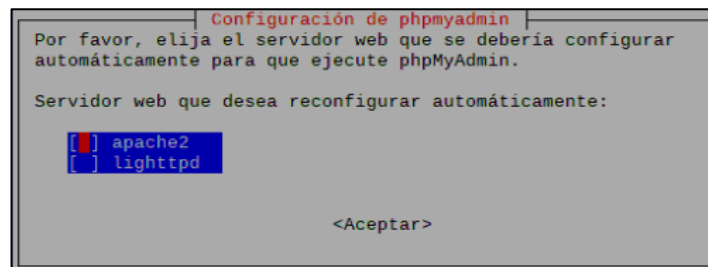 Configuración de phpmyadmin
Por favor, elija el servidor web que se debería configurar
automáticamente para que ejecute phpMyAdmin.
Servidor web que desea reconfigurar automáticamente:
[ ] apache2
[ ] lighttpd
<Aceptar>